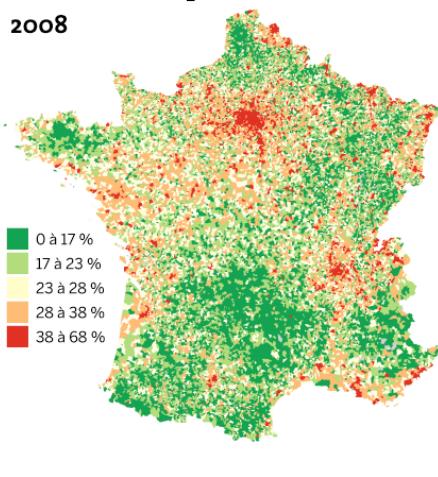 2008
0 à 17 %
17 à 23 %
23 à 28 %
28 à 38 %
38 à 68 %